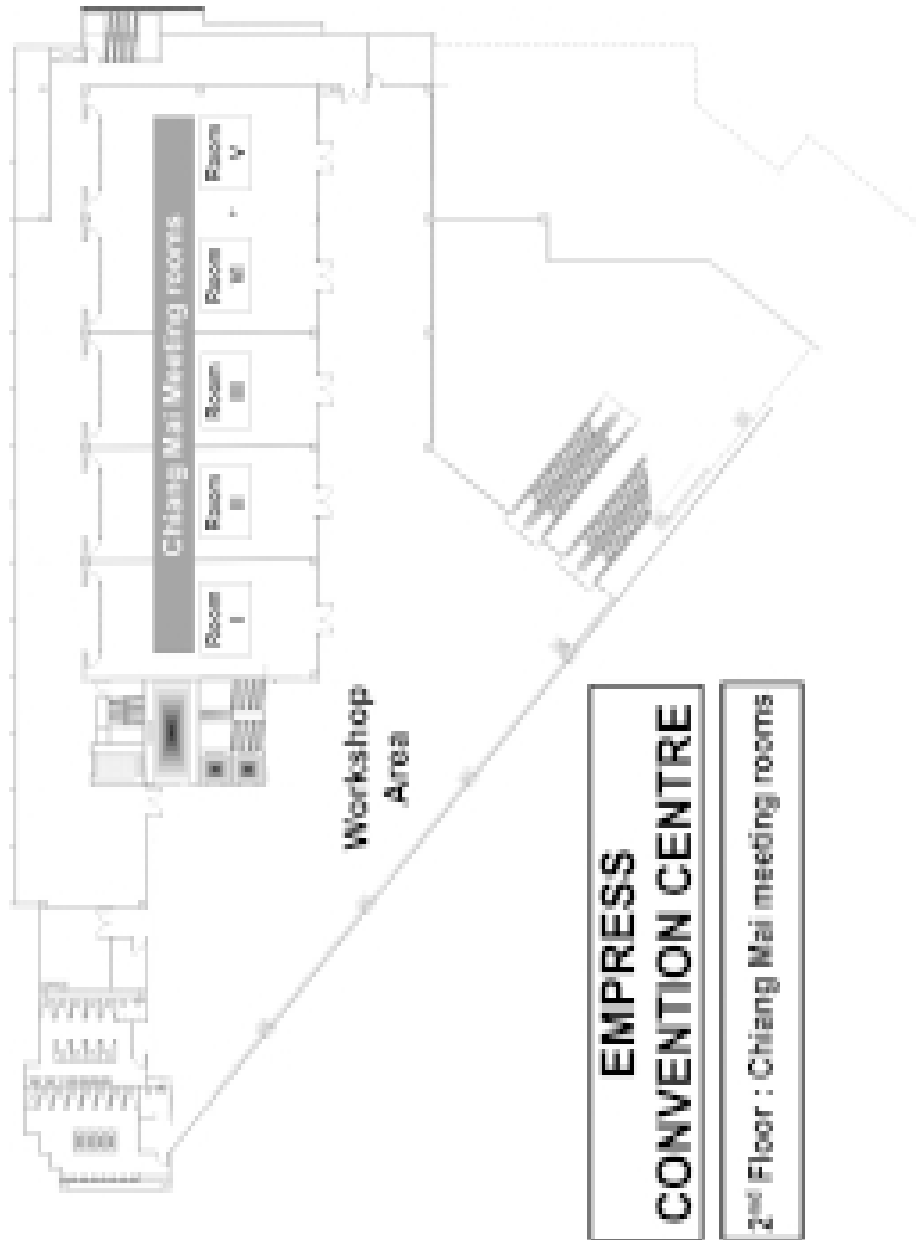 Chiang Mai Meeting rooms
Room
I
Room
II
Room
III
Room
Room
V
Workshop
Area
EMPRESS
CONVENTION CENTRE
2nd Floor : Chiang Mai meeting rooms